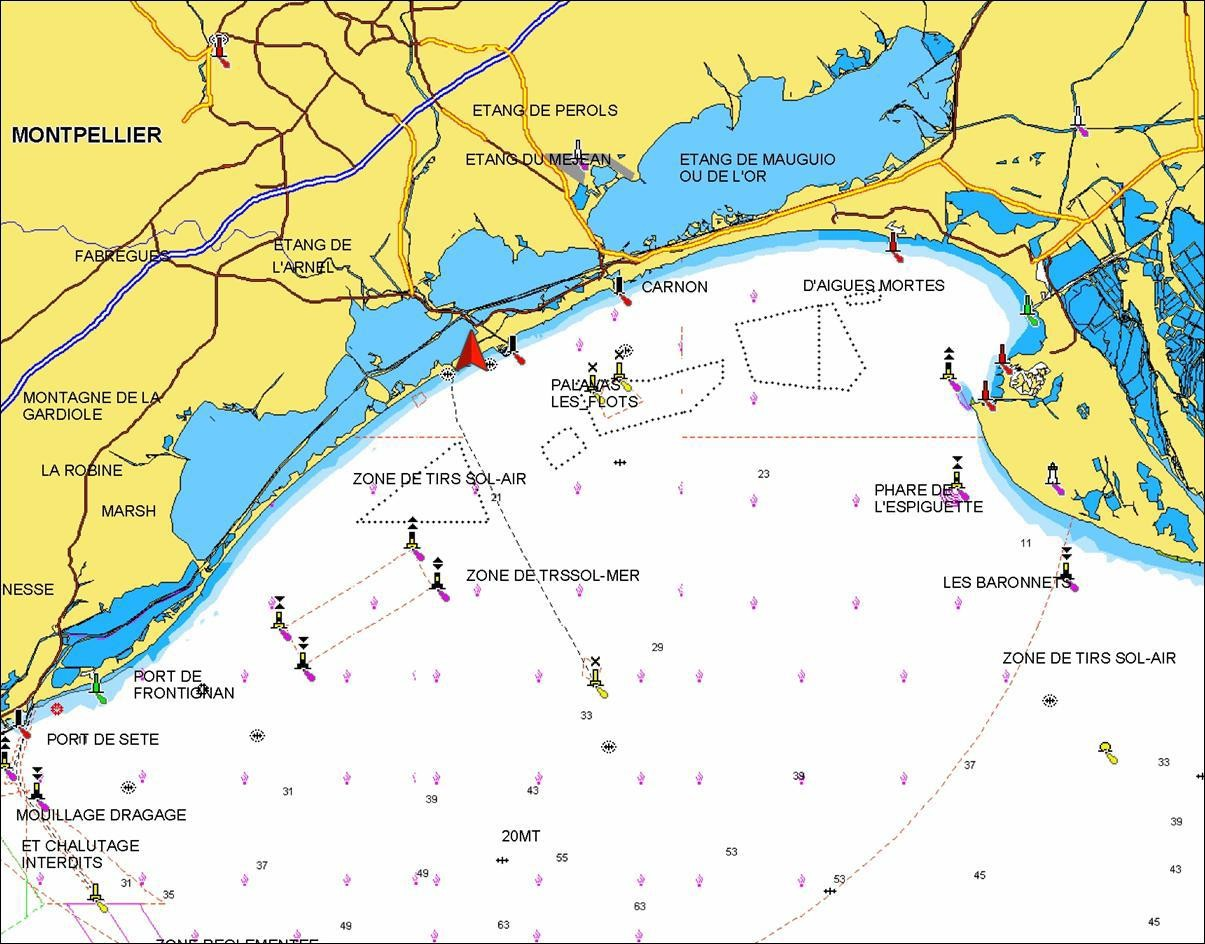 ETANG DE PEROLS
MONTPELLIER
ETANG DU MEJEAN
ETANG DE MAUGUIO
OU DE L'OR
ETANG DE
L'ARNEL
FABREGUES
CARNON
D'AIGUES MORTES
PALAVAS
LES_FLOTS
MONTAGNE DE LA
GARDIOLE
LA ROBINE
ZONE DE TIRS SOL-AIR
23
21
PHARE DE
L'ESPIGUETTE
MARSH
11
ZONE DE TRSSOL-MER
LES BARONNETS
NESSE
29
ZONE DE TIRS SOL-AIR
PORT DE
FRONTIGNAN
33
PORT DE SETE
37
33
39
31
39
43
MOUILLAGE DRAGAGE
39
20MT
ET CHALUTAGE
INTERDITS
53
55
37
49
43
45
53
31
35
63
49
63
45
ZONE REGLEMENTEE